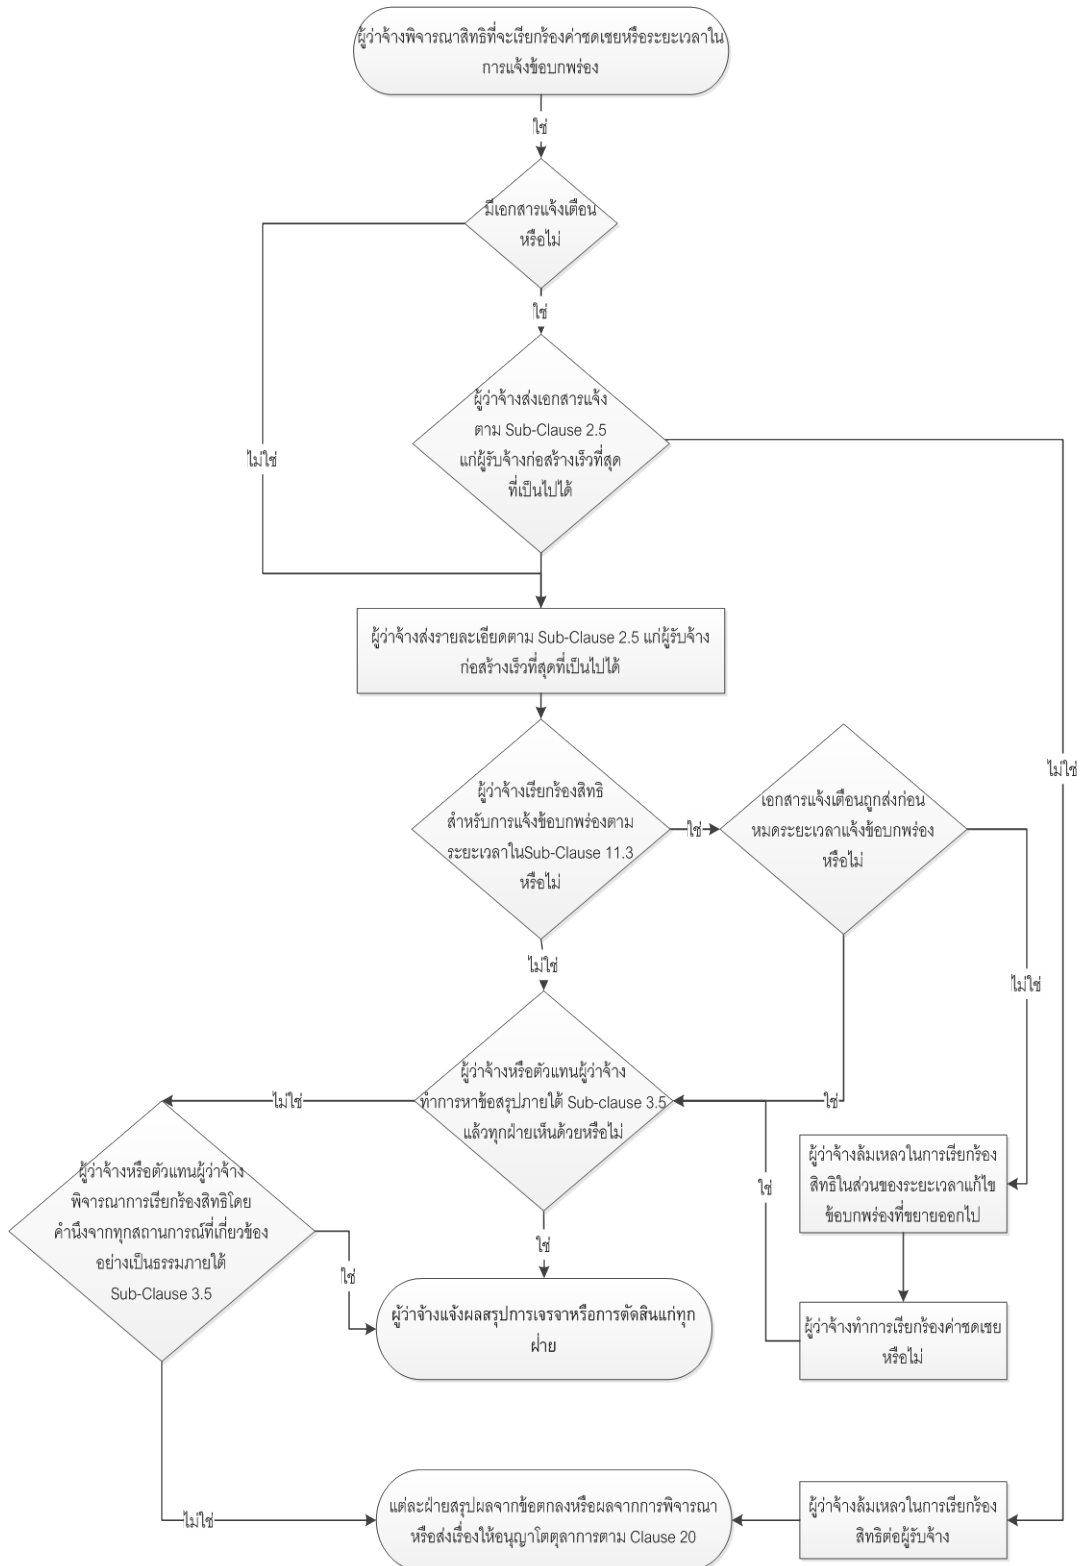 ผู้ว่าจ้างพิจารณาสิทธิที่จะเรียกร้องค่าชดเชยหรือระยะเวลาใน
การแจ้งข้อบกพร่อง
ใช่
มีเอกสารแจ้งเตือน
หรือไม่
ใช่
ผู้ว่าจ้างส่งเอกสารแจ้ง
ตาม Sub-Clause 2.5
แก่ผู้รับจ้างก่อสร้างเร็วที่สุด
ที่เป็นไปได้
ไม่ใช่
ผู้ว่าจ้างส่งรายละเอียดตาม Sub-Clause 2.5 แก่ผู้รับจ้าง
ก่อสร้างเร็วที่สุดที่เป็นไปได้
ไม่ใช่
ผู้ว่าจ้างเรียกร้องสิทธิ
สำหรับการแจ้งข้อบกพร่องตาม
ระยะเวลาในSub-Clause 11.3
หรือไม่
ใช่
เอกสารแจ้งเตือนถูกส่งก่อน
หมดระยะเวลาแจ้งข้อบกพร่อง
หรือไม่
ไม่ใช่
ไม่ใช่
ผู้ว่าจ้างหรือตัวแทนผู้ว่าจ้าง
ทำการหาข้อสรุปภายใต้ Sub-clause 3.5
แล้วทุกฝ่ายเห็นด้วยหรือไม่
ไม่ใช่
ใช่
ผู้ว่าจ้างล้มเหลวในการเรียกร้อง
สิทธิในส่วนของระยะเวลาแก้ไข
ข้อบกพร่องที่ขยายออกไป
ผู้ว่าจ้างหรือตัวแทนผู้ว่าจ้าง
พิจารณาการเรียกร้องสิทธิโดย
คำนึงจากทุกสถานการณ์ที่เกี่ยวข้อง
อย่างเป็นธรรมภายใต้
Sub-Clause 3.5
ใช่
ใช่
ใช่
ผู้ว่าจ้างแจ้งผลสรุปการเจรจาหรือการตัดสินแก่ทุก
ฝ่าย
ผู้ว่าจ้างทำการเรียกร้องค่าชดเชย
หรือไม่
ไม่ใช่
แต่ละฝ่ายสรุปผลจากข้อตกลงหรือผลจากการพิจารณา
หรือส่งเรื่องให้อนุญาโตตุลาการตาม Clause 20
ผู้ว่าจ้างล้มเหลวในการเรียกร้อง
สิทธิต่อผู้รับจ้าง